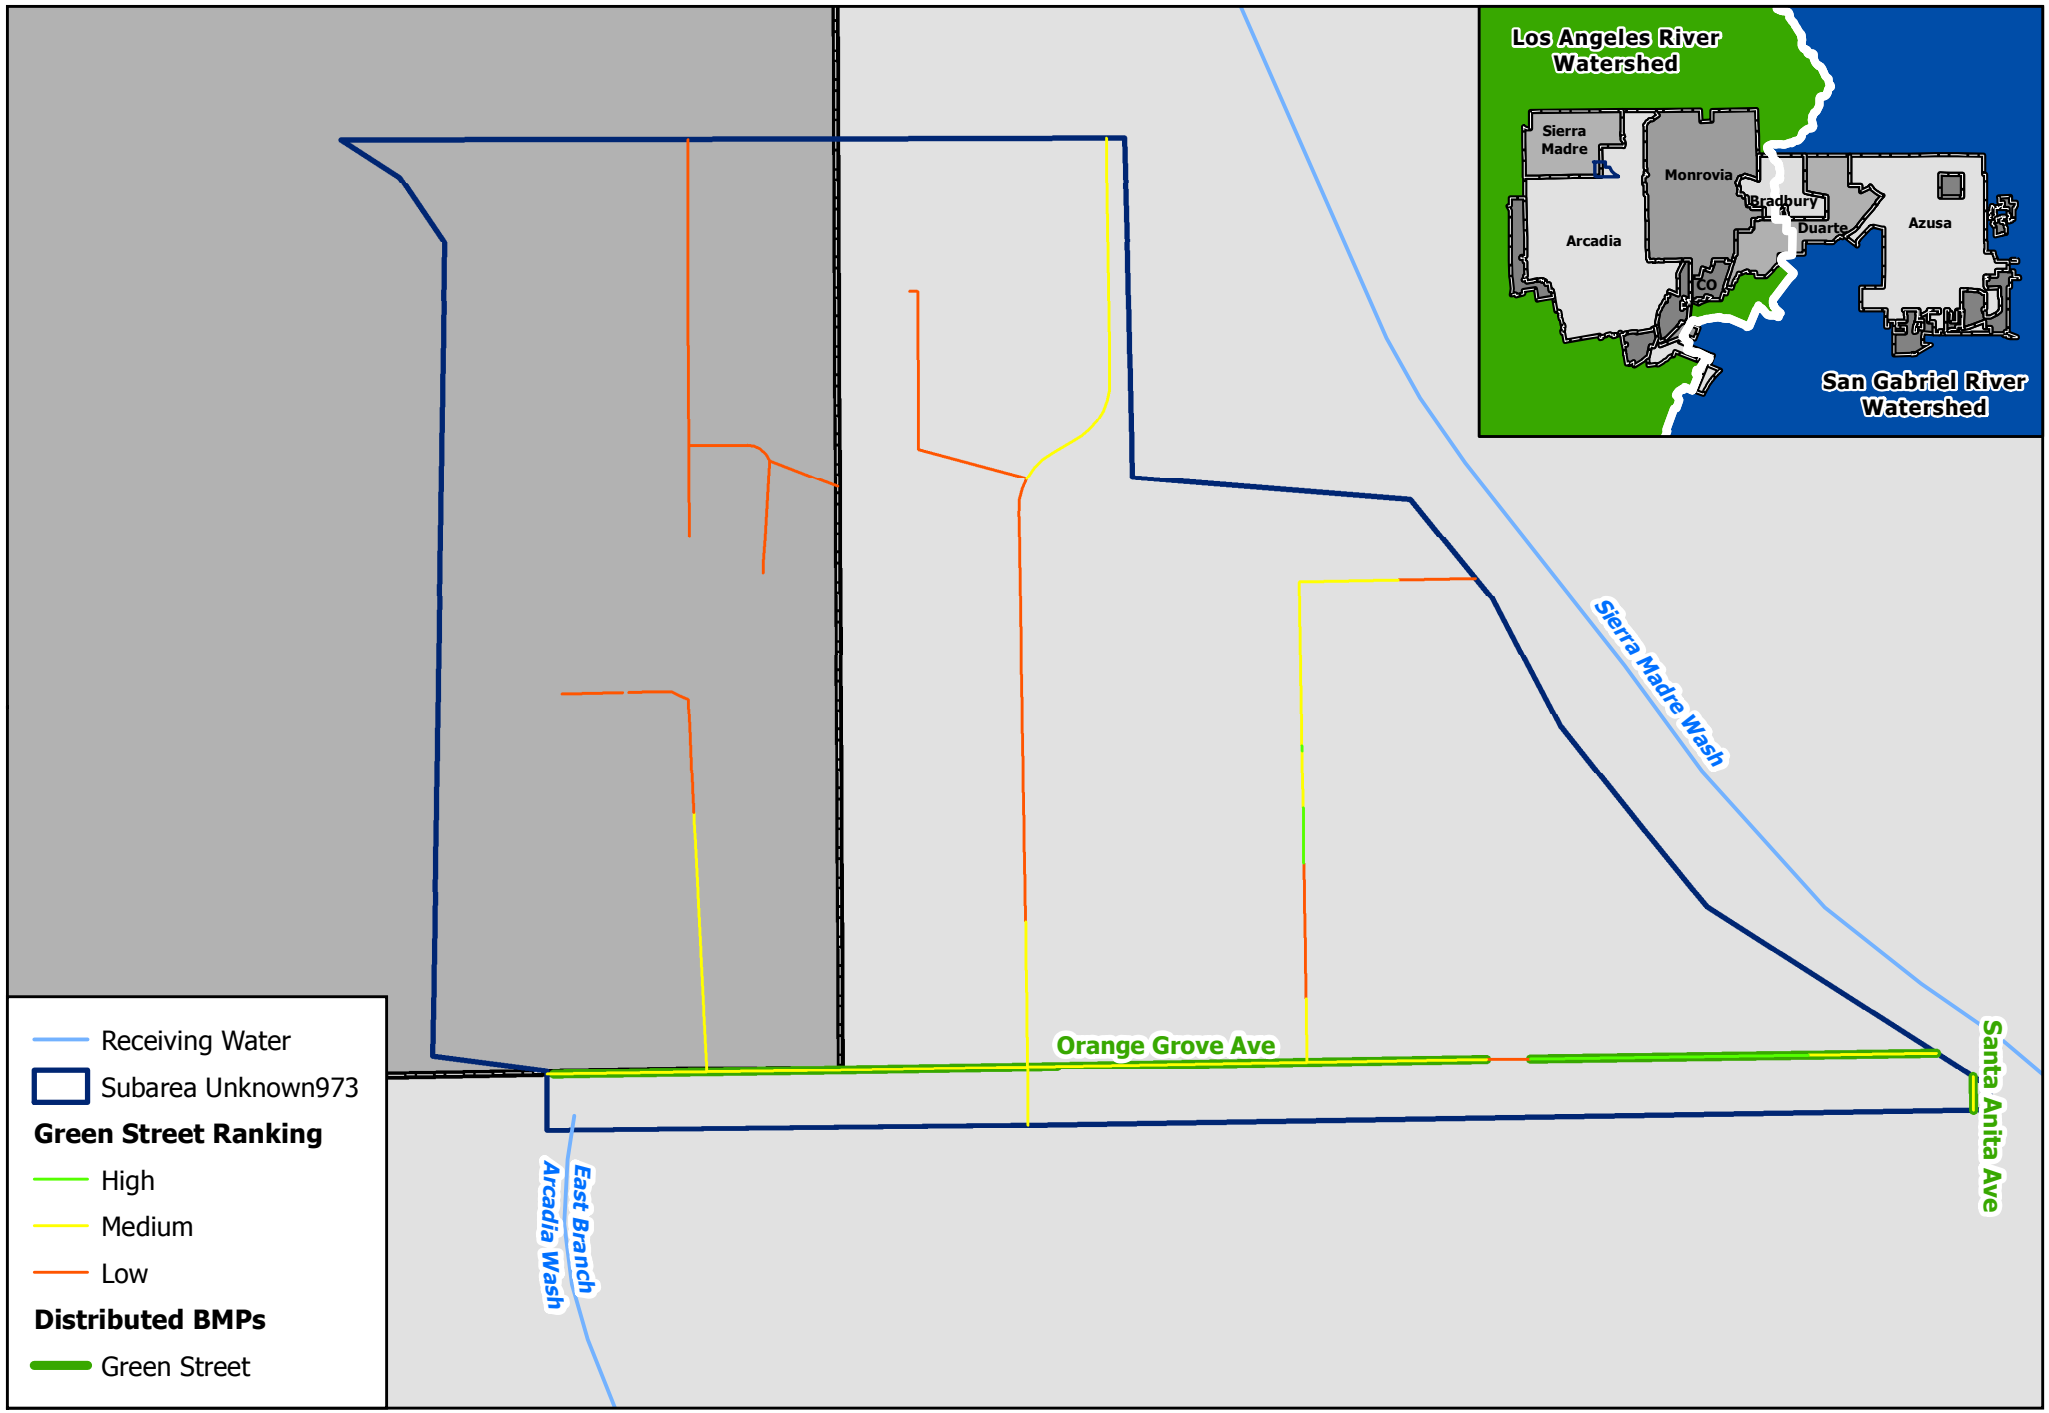 Los Angeles River
Watershed
Sierra
Madre
Monrovia
Bradbury
Duarte
Azusa
Arcadia
CO
San Gabriel River
Watershed
Sierra Madre Wash
Orange Grove Ave
Santa Anita Ave
East Branch
Arcadia Wash
Receiving Water
Subarea Unknown973
Green Street Ranking
High
Medium
Low
Distributed BMPs
Green Street